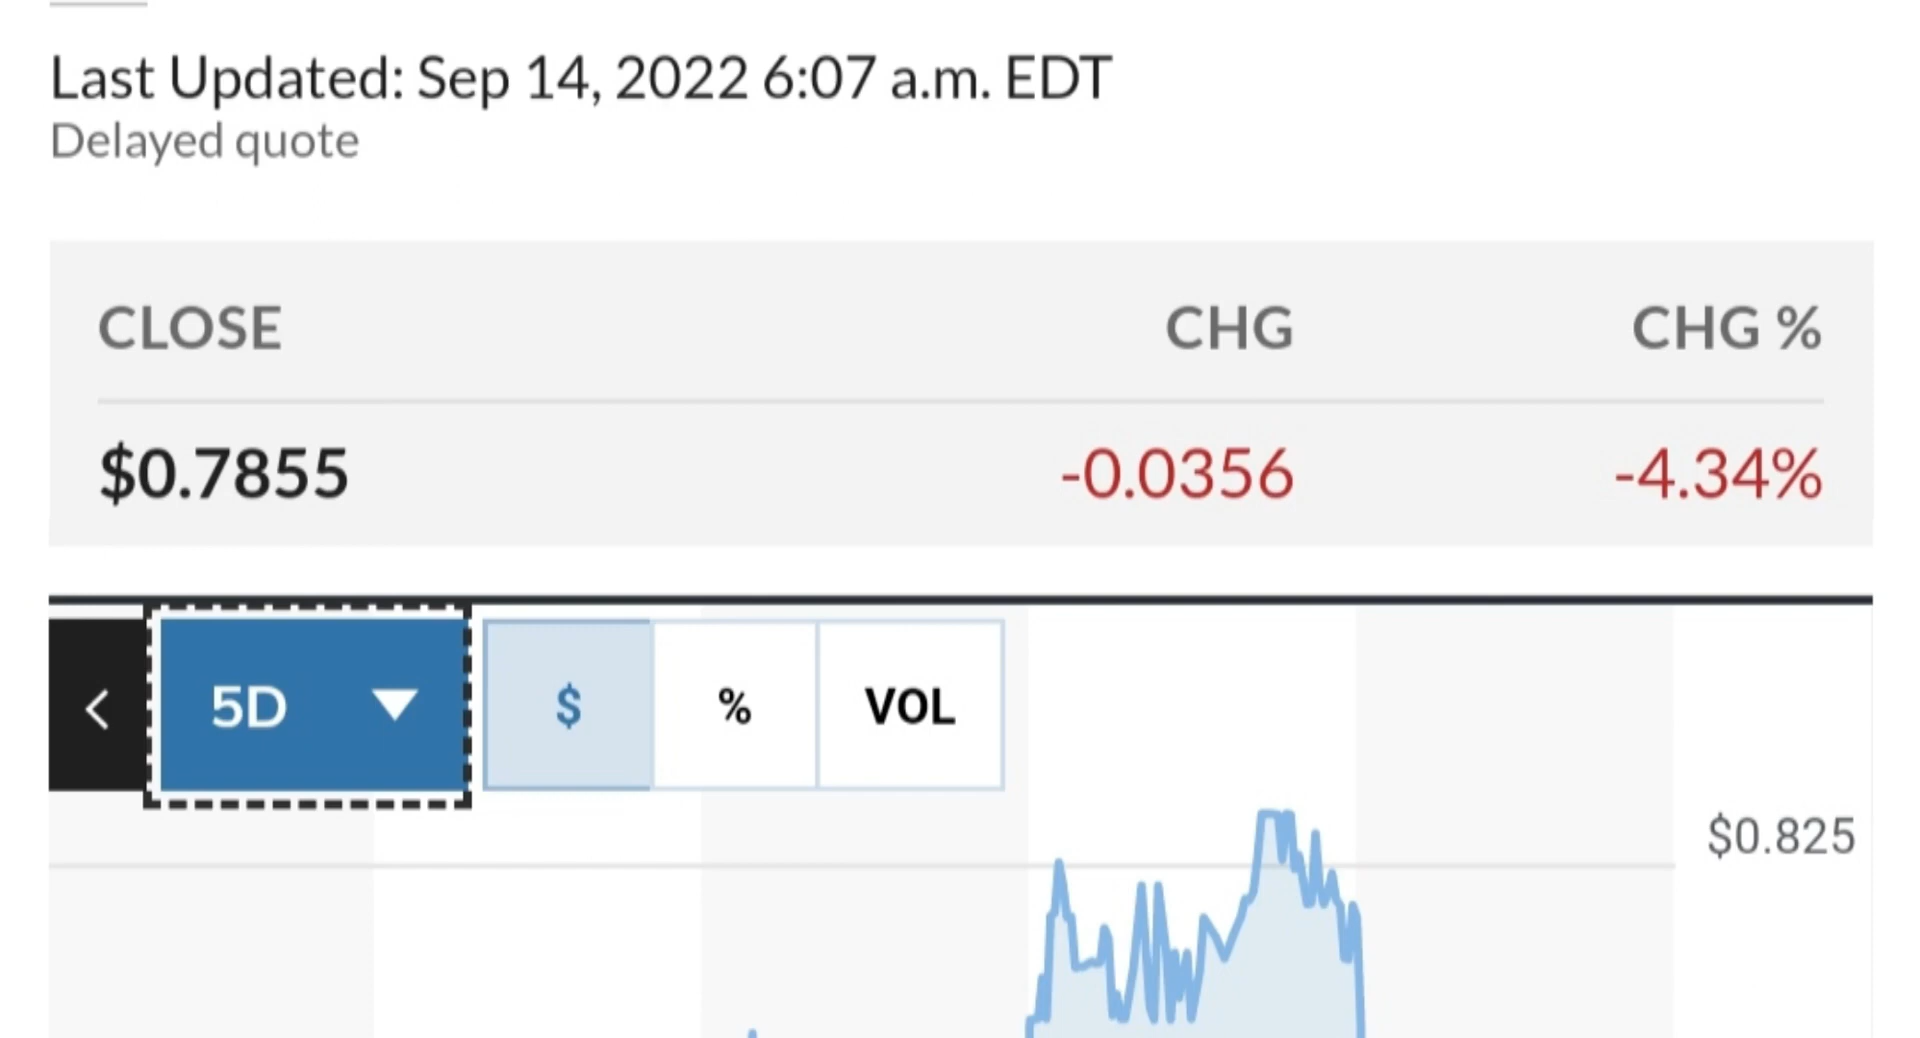 Last Updated: Sep 14, 2022 6:07 a.m. EDT
Delayed quote
CLOSE CHG CHG %
$0.7855 -0.0356 -4.34%
5D $ % VOL
$0.825